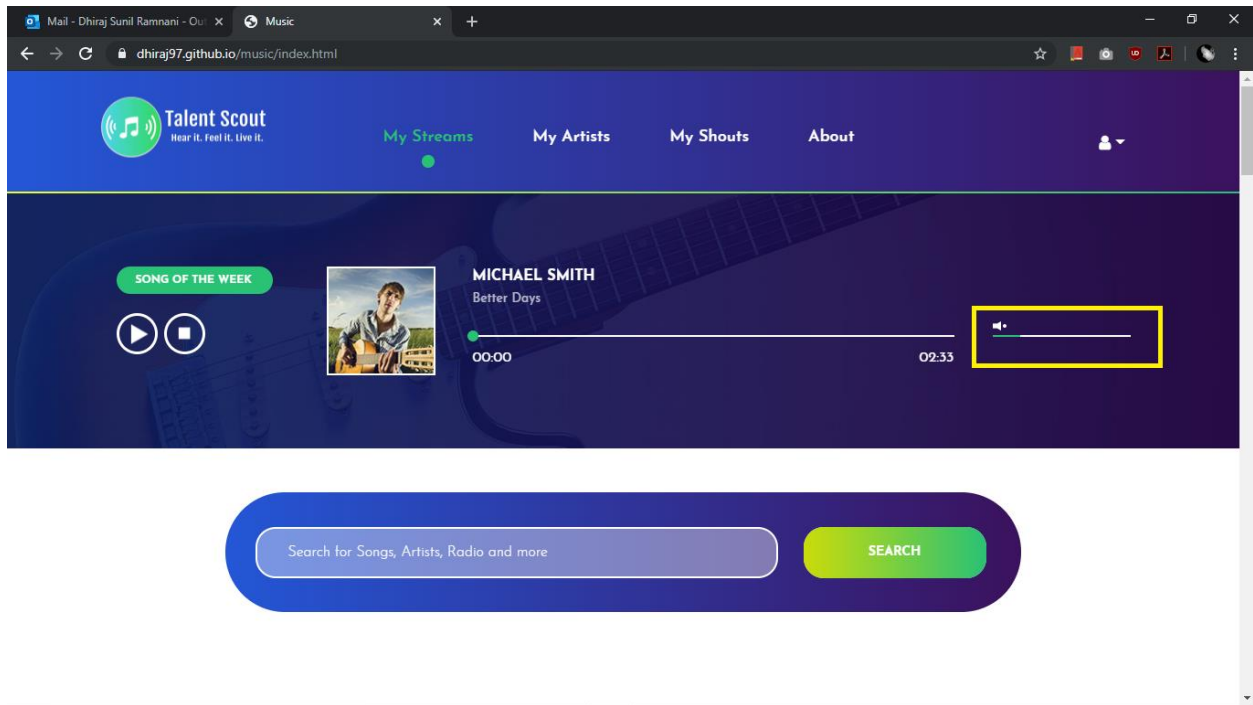 Mail - Dhiraj Sunil Ramnani - Out
Music
dhiraj97.github.io/music/index.html
Talent Scout
Hear it. Feel it. Live it.
My Streams
My Artists
My Shouts
About
SONG OF THE WEEK
MICHAEL SMITH
Better Days
00:00
02:33
Search for Songs, Artists, Radio and more
SEARCH